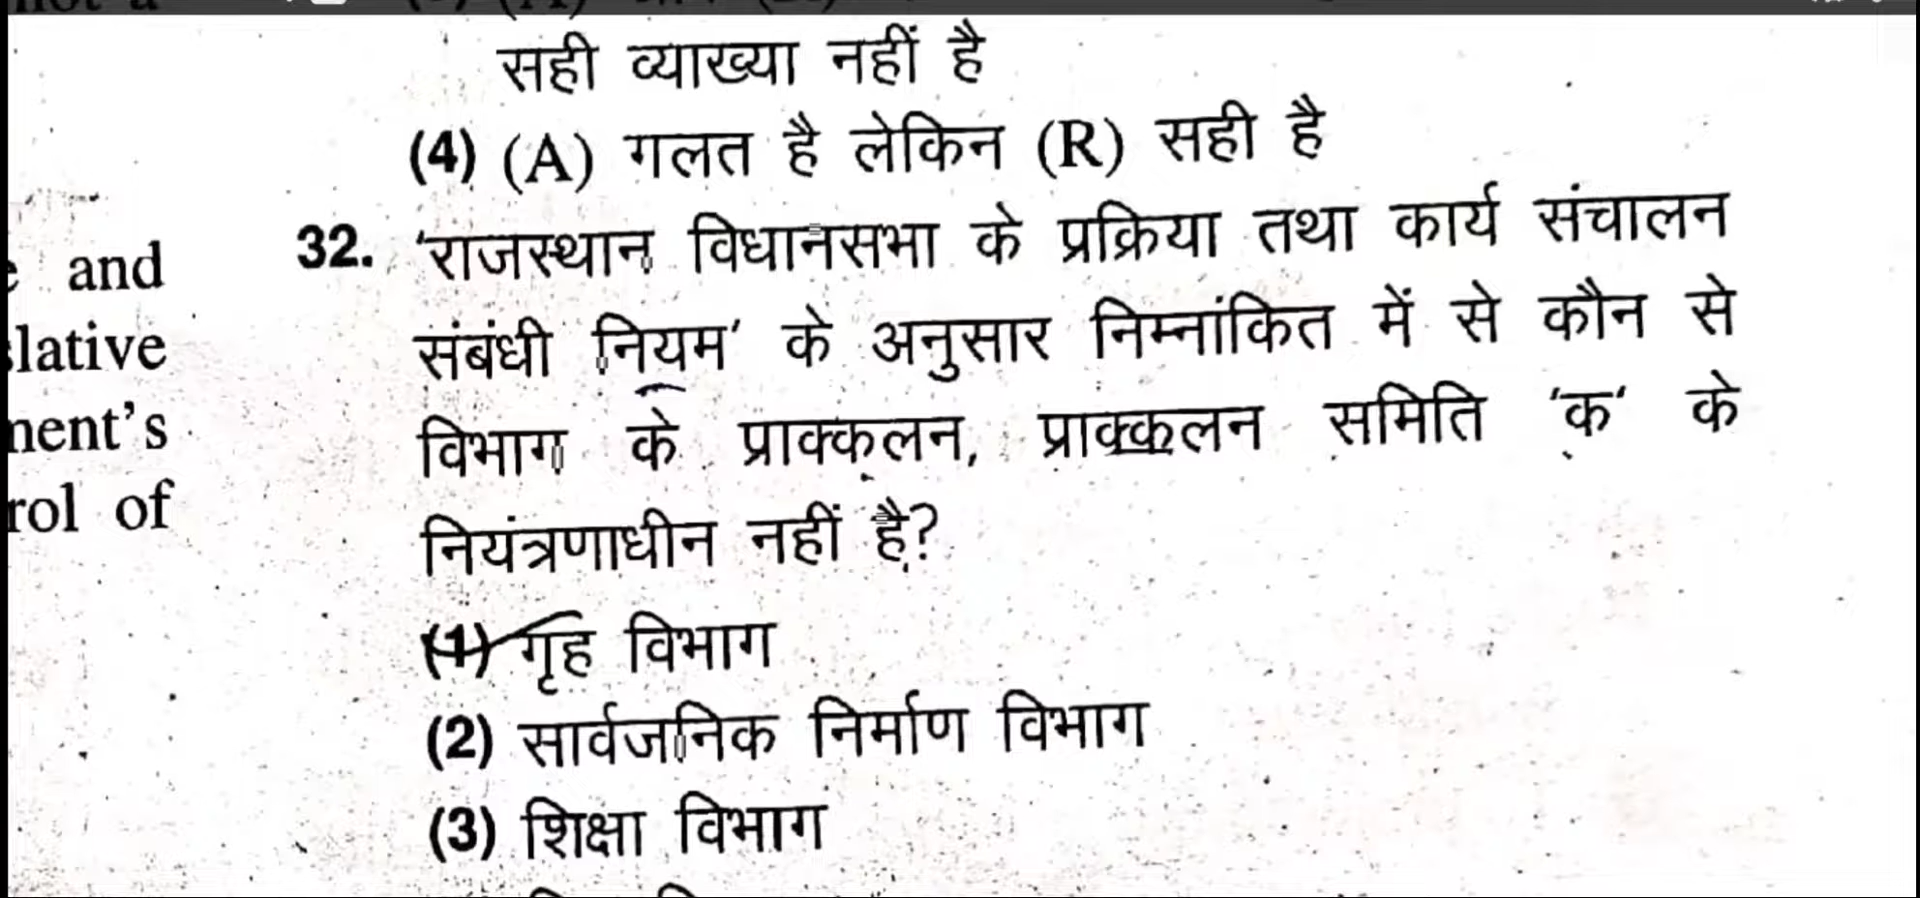 सही व्याख्या नहीं है
(4) (A) गलत है लेकिन (R) सही है
32. 'राजस्थान विधानसभा के प्रक्रिया तथा कार्य संचालन
संबंधी नियम' के अनुसार निम्नांकित में से कौन से
विभाग के प्राक्कलन, प्राक्कलन समिति 'क' के
नियंत्रणाधीन नहीं है?
(1) गृह विभाग
(2) सार्वजनिक निर्माण विभाग
(3) शिक्षा विभाग
and
lative
ment's
rol of